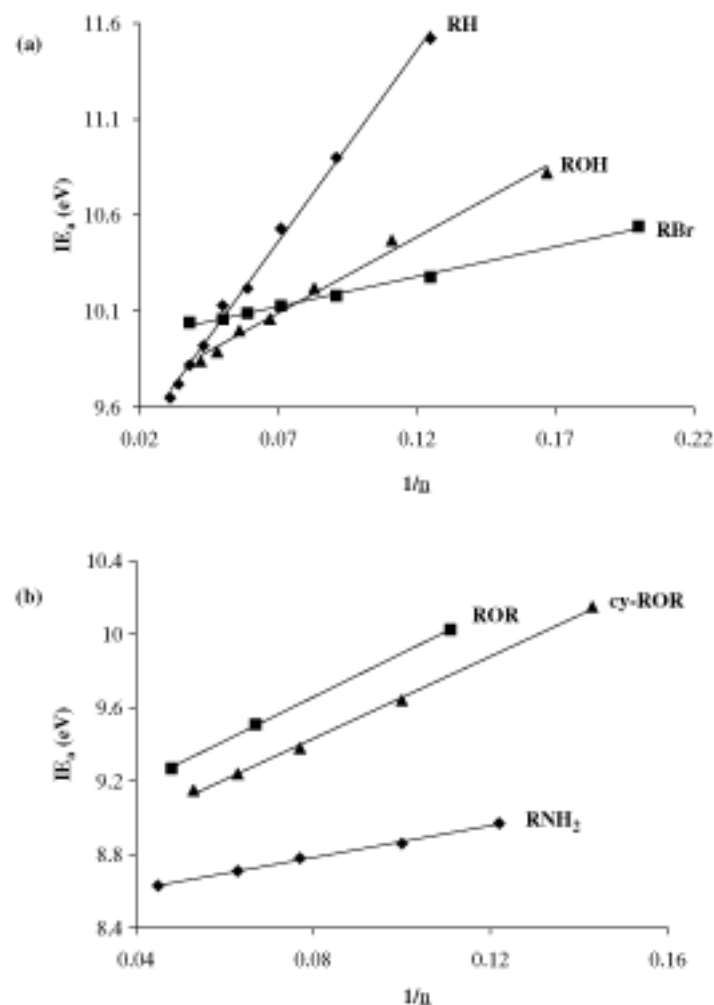 (a)
11.6
11.1
10.6
10.1
9.6
IEa (eV)
RH
ROH
RBr
0.02 0.07 0.12 0.17 0.22
1/n
(b)
10.4
10
9.6
9.2
8.8
8.4
IEa (eV)
ROR
cy-ROR
RNH2
0.04 0.08 0.12 0.16
1/n